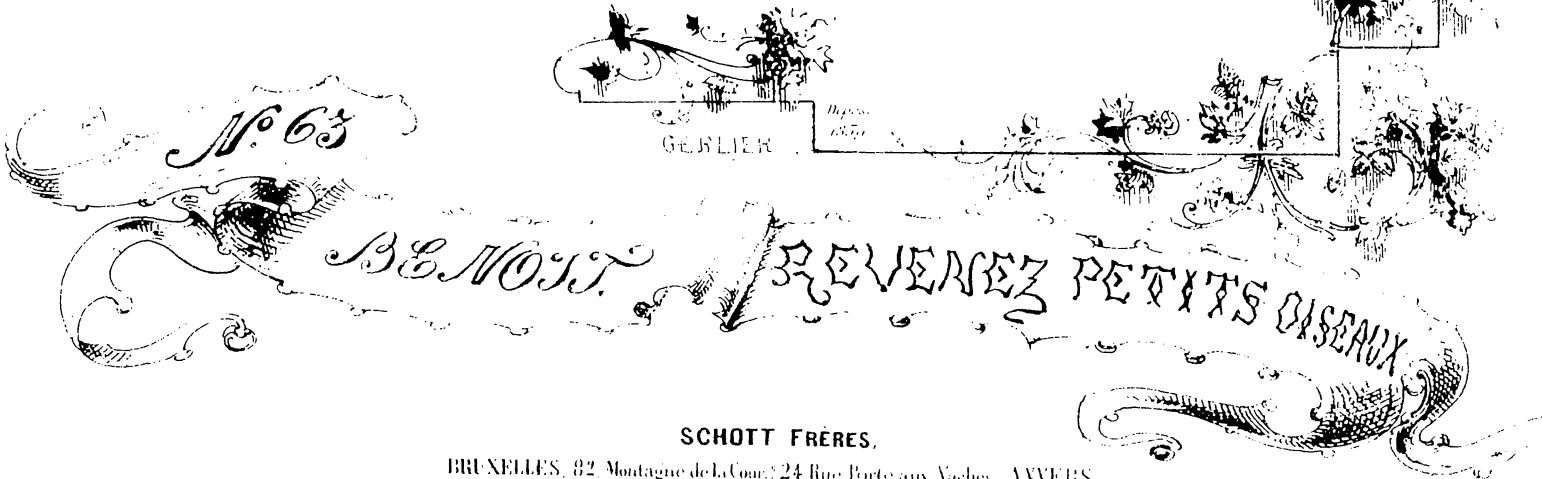 Nº 63
GERLIER
BENOIT.
REVENEZ PETITS OISEAUX
SCHOTT FRÈRES,
BRUXELLES, 82, Montagne de la Cour. 24 Rue Porte aux Vaches, ANVERS